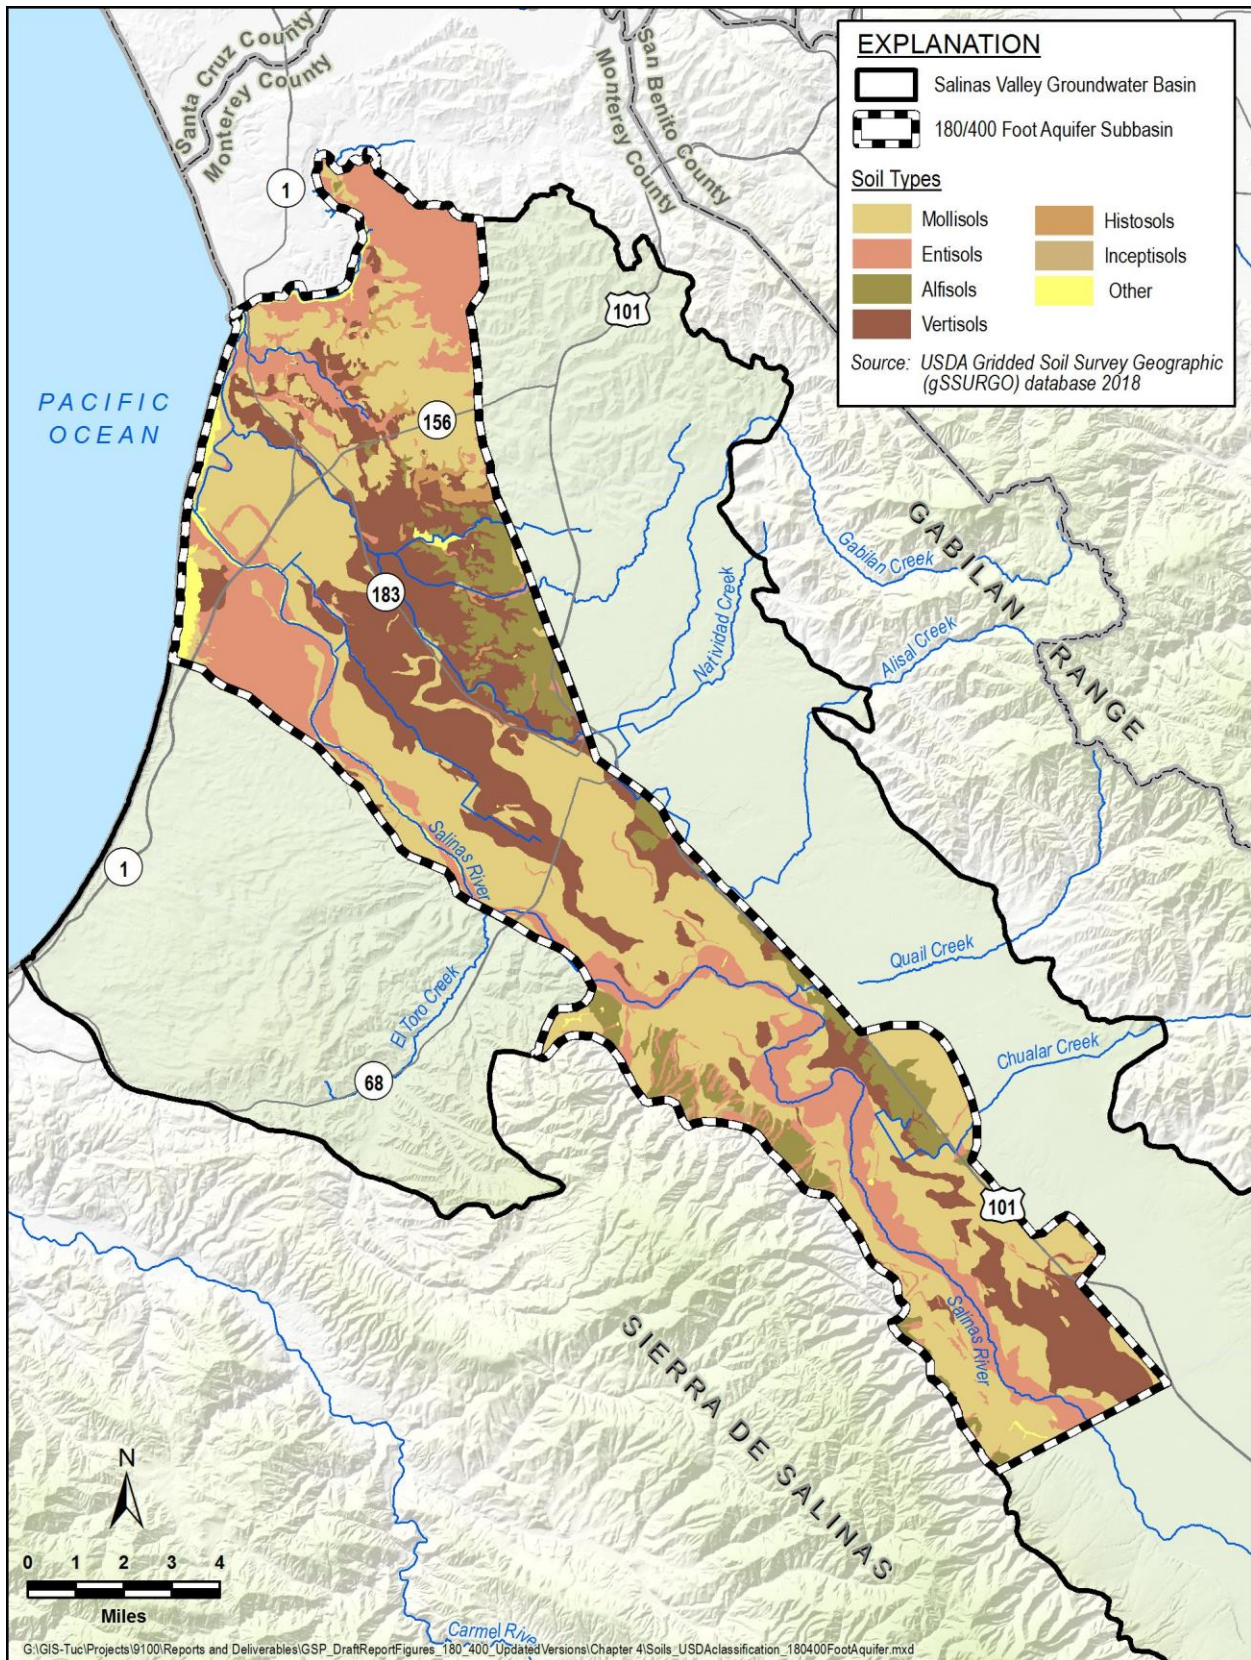 EXPLANATION
Salinas Valley Groundwater Basin
180/400 Foot Aquifer Subbasin
Soil Types
Mollisols
Entisols
Alfisols
Vertisols
Histosols
Inceptisols
Other
Source: USDA Gridded Soil Survey Geographic
(gSSURGO) database 2018
Santa Cruz County
Monterey County
San Benito County
Monterey County
1
101
PACIFIC
OCEAN
156
183
GABILAN
RANGE
Gabilan Creek
Natividad Creek
Alisal Creek
Salinas River
1
Quail Creek
El Toro Creek
Chualar Creek
68
101
Salinas River
SIERRA DE SALINAS
N
0 1 2 3 4
Miles
Carmel Rive
G:\GIS-Tuc\Projects\9100\Reports and Deliverables\GSP_DraftReportFigures_180_400_UpdatedVersions\Chapter 4\Soils_USDAclassification_180400FootAquifer.mxd